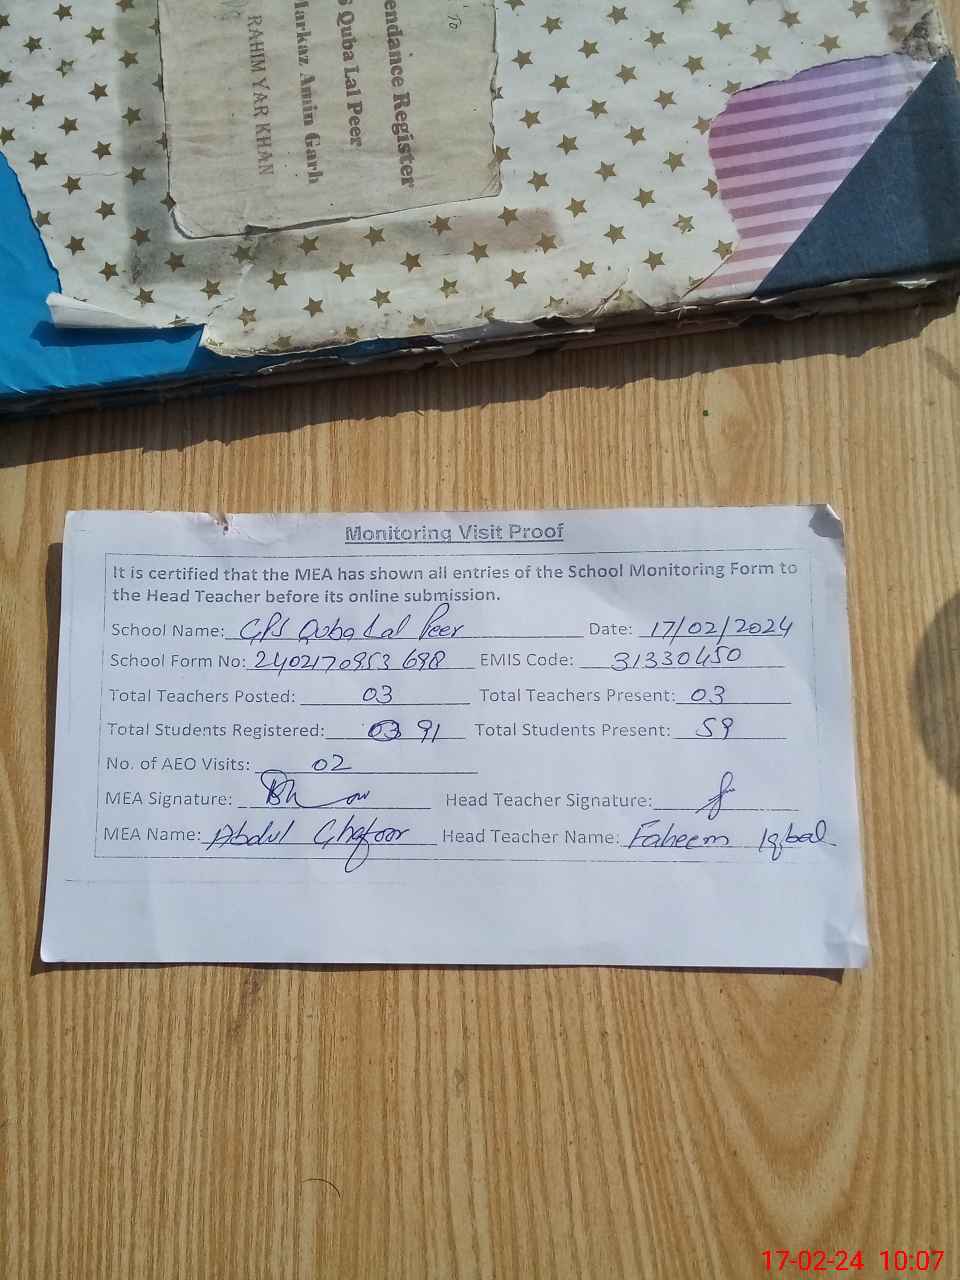 To
endance Register
S Quba Lal Peer
Markaz Amin Garh
RAHIM YAR KHAN
Monitoring Visit Proof
It is certified that the MEA has shown all entries of the School Monitoring Form to
the Head Teacher before its online submission.
School Name: GPS Quba Lal Peer Date: 17/02/2024
School Form No: 2402170953698 EMIS Code: 31330450
Total Teachers Posted: 03 Total Teachers Present: 03
Total Students Registered: 03 91 Total Students Present: 59
No. of AEO Visits: 02
MEA Signature: Head Teacher Signature:
MEA Name: Abdul Ghafoor Head Teacher Name: Faheem Iqbal
17-02-24 10:07